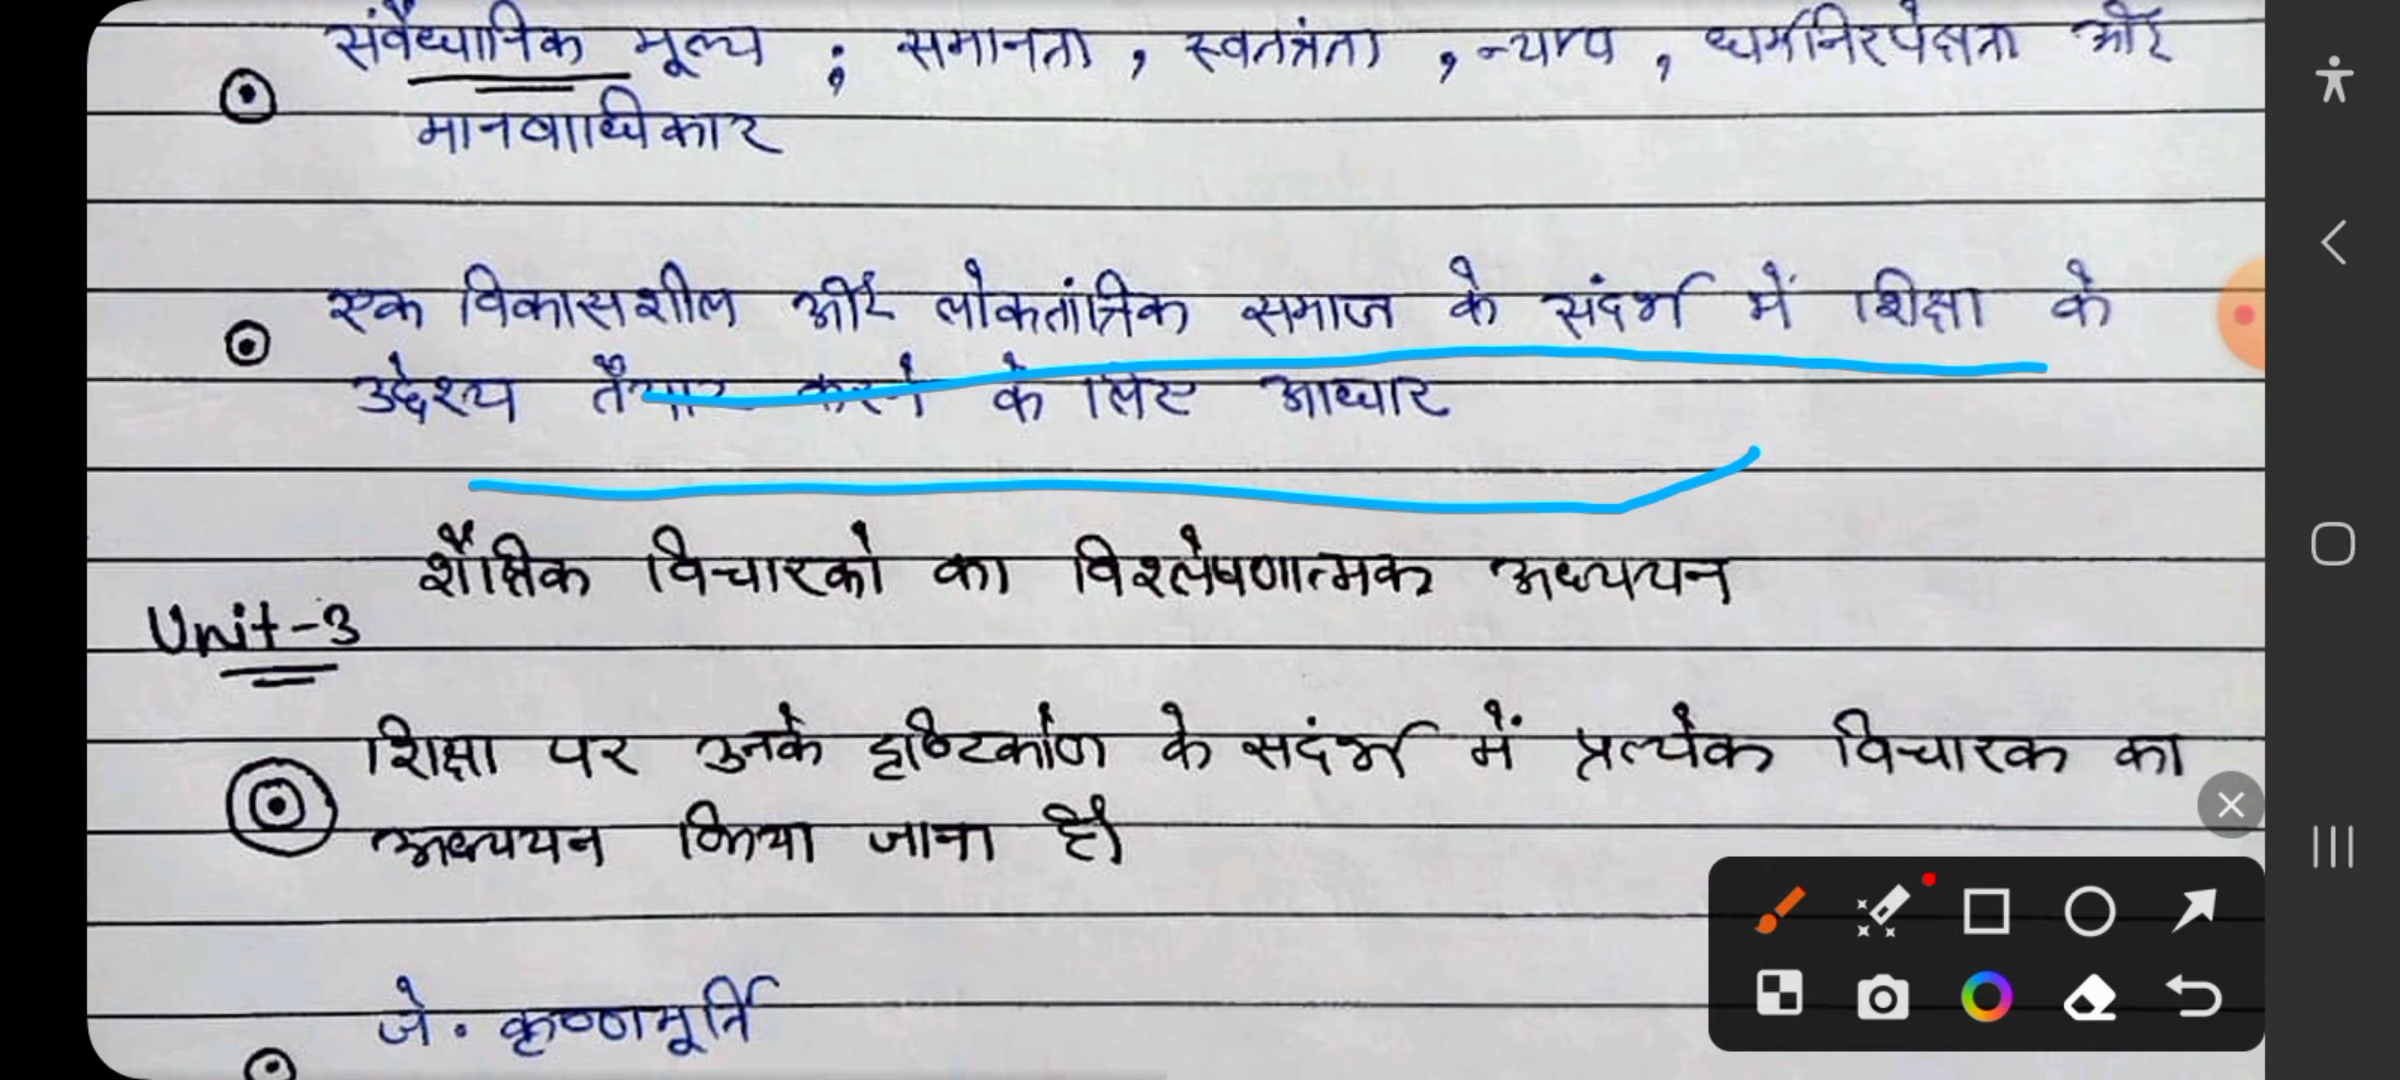 संवैधानिक मूल्य ; समानता , स्वतंत्रता , न्याय , धर्मनिरपेक्षता और
मानवाधिकार
एक विकासशील और लोकतांत्रिक समाज के संदर्भ में शिक्षा के
उद्देश्य तैयार करने के लिए आधार
शैक्षिक विचारको का विश्लेषणात्मक अध्ययन
Unit-3
शिक्षा पर उनके दृष्टिकोण के सदंर्भ में प्रत्येक विचारक का
अध्ययन किया जाना है।
जे. कृष्णमूर्ति